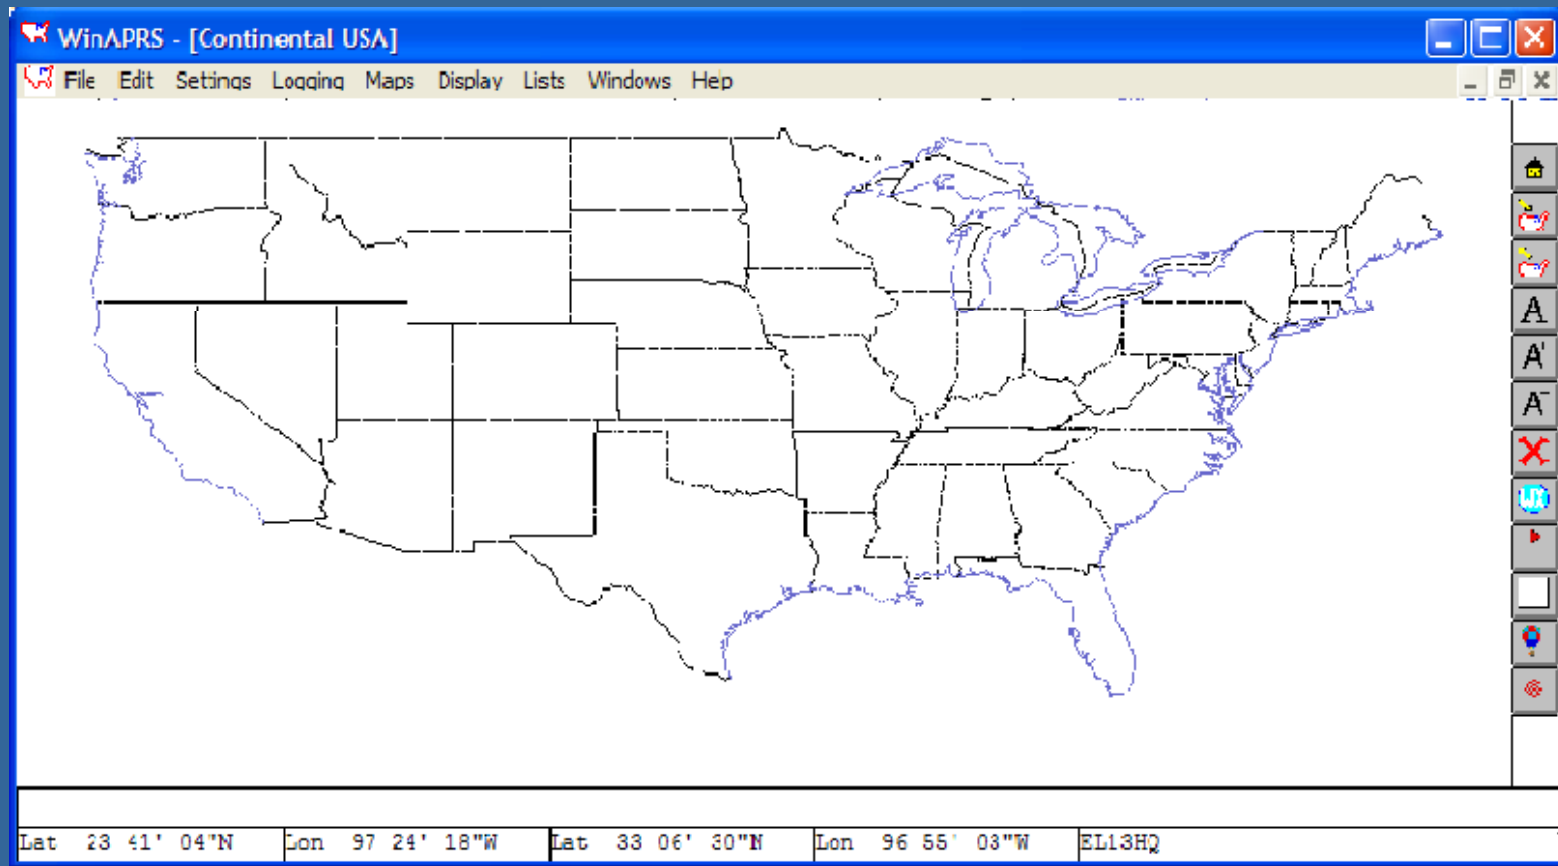 WinAPRS - [Continental USA]
File Edit Settings Logging Maps Display Lists Windows Help
A
A'
A-
WX
Lat 23 41' 04"N Lon 97 24' 18"W Lat 33 06' 30"N Lon 96 55' 03"W EL13HQ